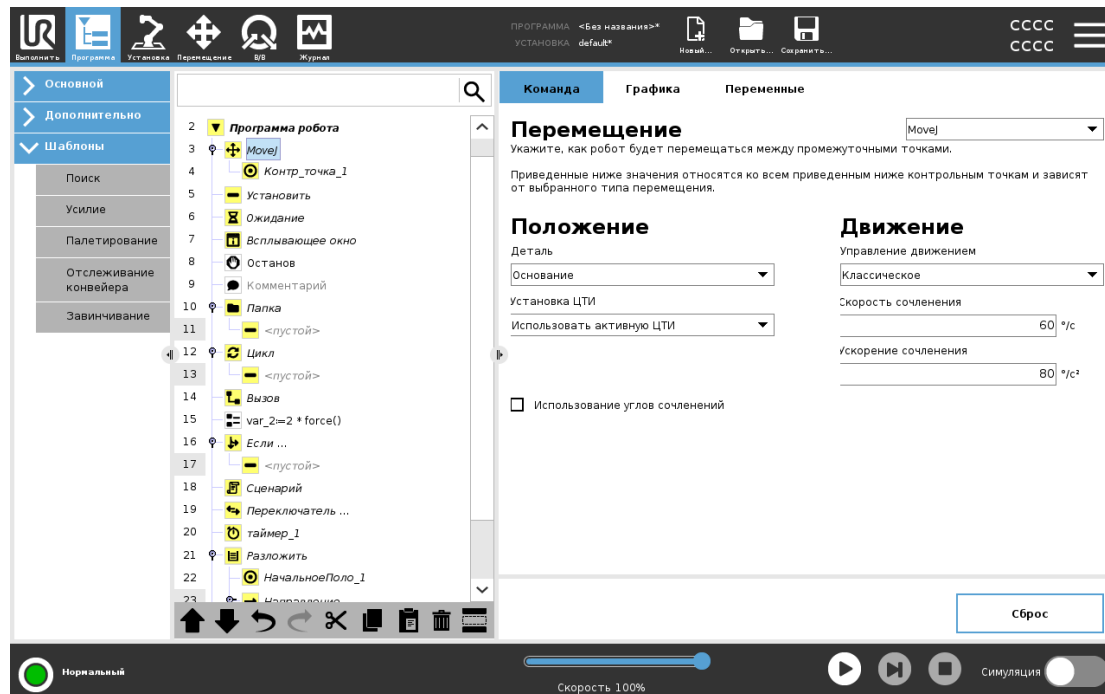 ПРОГРАММА <Без названия>*
УСТАНОВКА default*
CCCC
CCCC
Выполнить Программа Установка Перемещение В/В Журнал
Новый... Открыть... Сохранить...
Основной
Дополнительно
Шаблоны
Поиск
Усилие
Палетирование
Отслеживание
конвейера
Завинчивание
2 Программа робота
3 MoveJ
4 Контр_точка_1
5 Установить
6 Ожидание
7 Всплывающее окно
8 Останов
9 Комментарий
10 Папка
11 <пустой>
12 Цикл
13 <пустой>
14 Вызов
15 var_2:=2 * force()
16 Если ...
17 <пустой>
18 Сценарий
19 Переключатель ...
20 таймер_1
21 Разложить
22 НачальноеПоло_1
23 Направление
Команда Графика Переменные
Перемещение
MoveJ
Укажите, как робот будет перемещаться между промежуточными точками.
Приведенные ниже значения относятся ко всем приведенным ниже контрольным точкам и зависят
от выбранного типа перемещения.
Положение
Деталь
Основание
Установка ЦТИ
Использовать активную ЦТИ
Использование углов сочленений
Движение
Управление движением
Классическое
Скорость сочленения
60 °/с
Ускорение сочленения
80 °/с²
Сброс
Нормальный
Скорость 100%
Симуляция